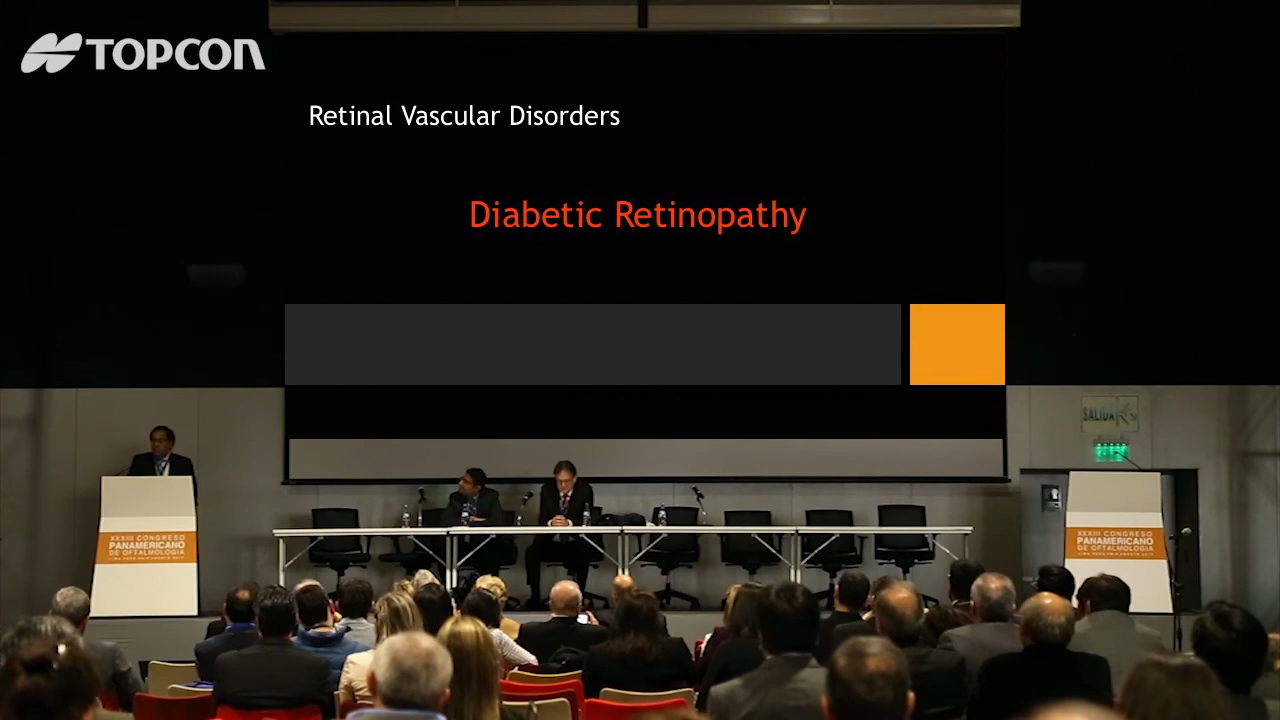 TOPCON
Retinal Vascular Disorders
Diabetic Retinopathy
SALIDA
XXXIII CONGRESO
PANAMERICANO
DE OFTALMOLOGIA
XXXIII CONGRESO
PANAMERICANO
DE OFTALMOLOGIA